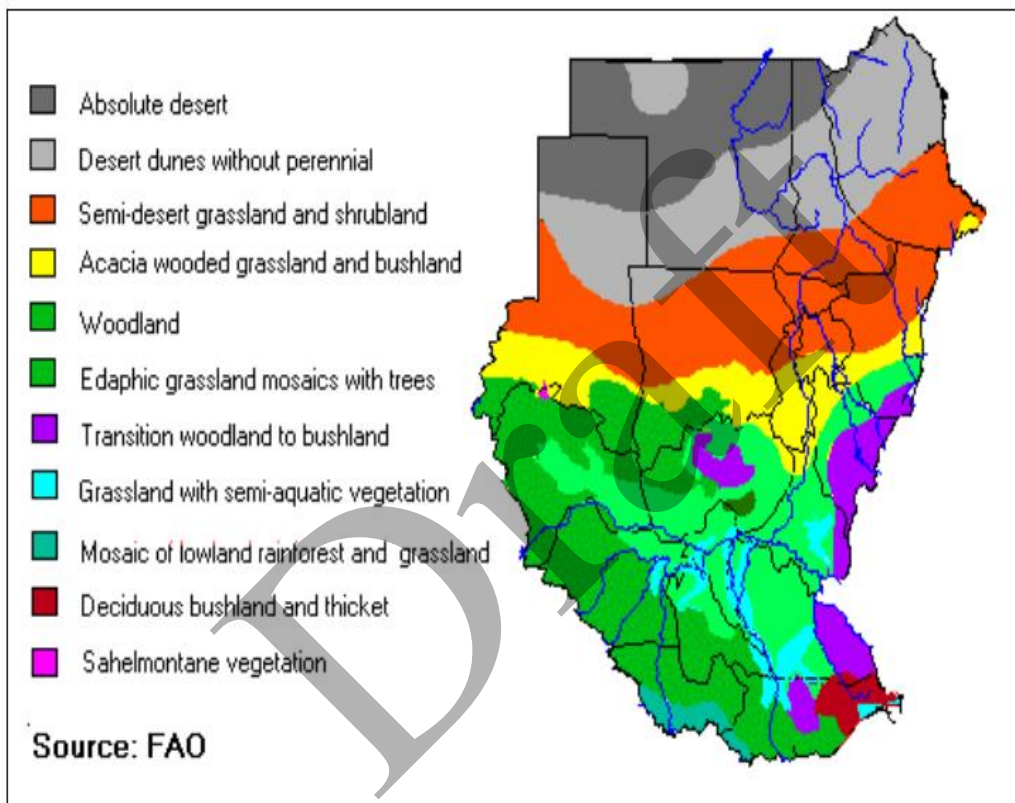 Absolute desert
Desert dunes without perennial
Semi-desert grassland and shrubland
Acacia wooded grassland and bushland
Woodland
Edaphic grassland mosaics with trees
Transition woodland to bushland
Grassland with semi-aquatic vegetation
Mosaic of lowland rainforest and grassland
Deciduous bushland and thicket
Sahelmontane vegetation
Source: FAO
Draft